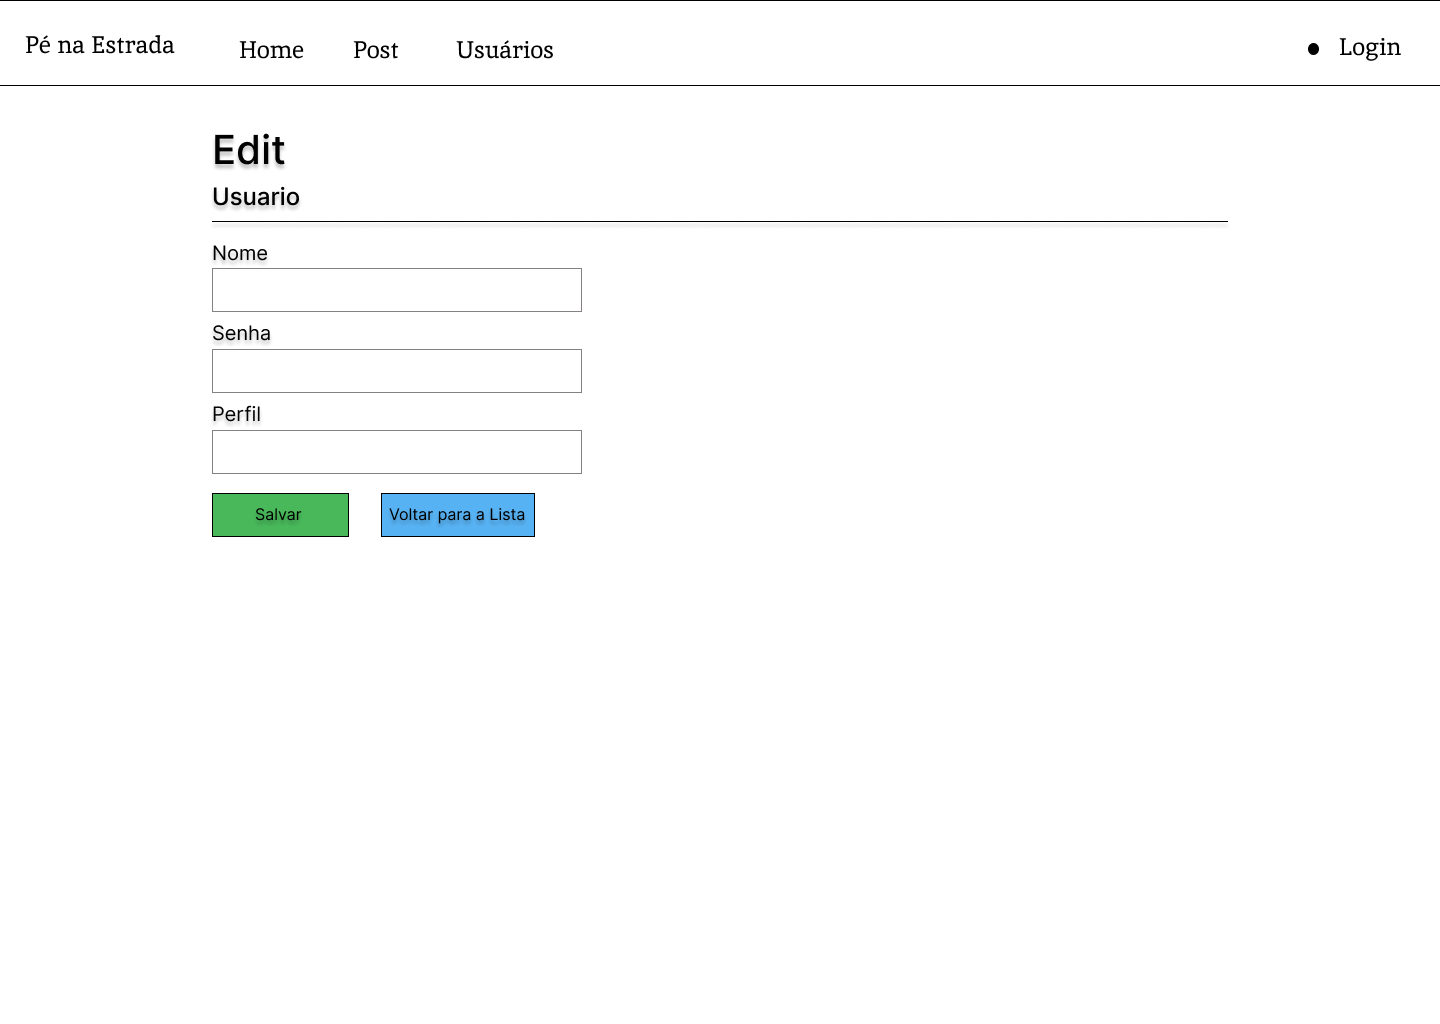 Pé na Estrada Home Post Usuários Login
Edit
Usuario
Nome
Senha
Perfil
Salvar Voltar para a Lista